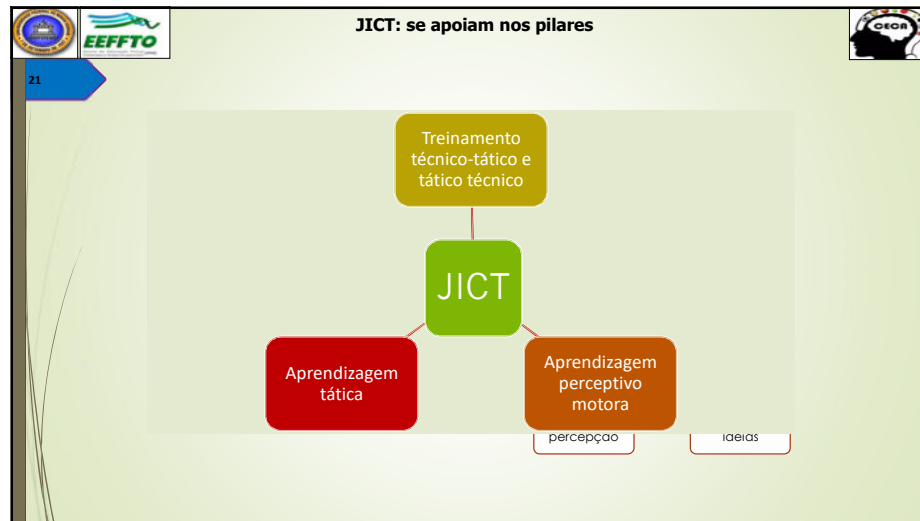 JICT: se apoiam nos pilares
EEFFTO
CECA
21
Treinamento
técnico-tático e
tático técnico
JICT
Aprendizagem
tática
Aprendizagem
perceptivo
motora
percepção
ideias